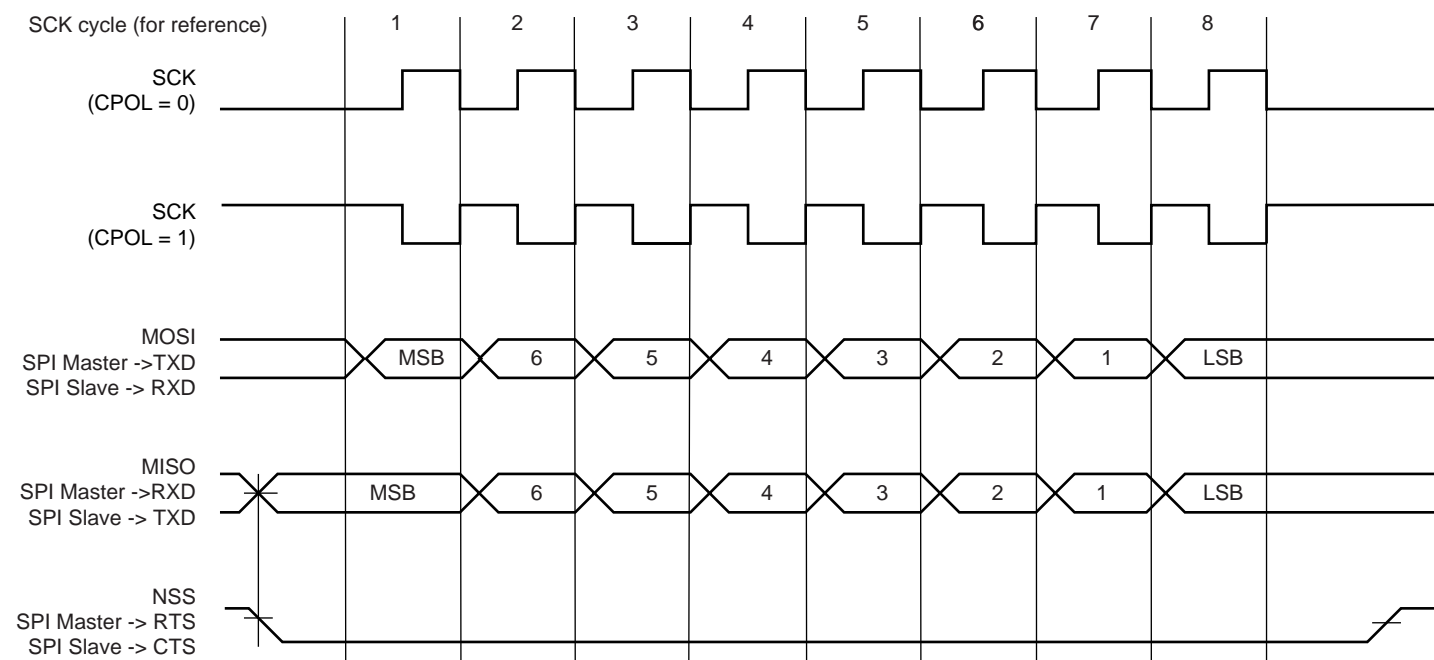 SCK cycle (for reference) 1 2 3 4 5 6 7 8
SCK
(CPOL = 0)
SCK
(CPOL = 1)
MOSI
SPI Master ->TXD
SPI Slave -> RXD
MSB 6 5 4 3 2 1 LSB
MISO
SPI Master ->RXD
SPI Slave -> TXD
MSB 6 5 4 3 2 1 LSB
NSS
SPI Master -> RTS
SPI Slave -> CTS